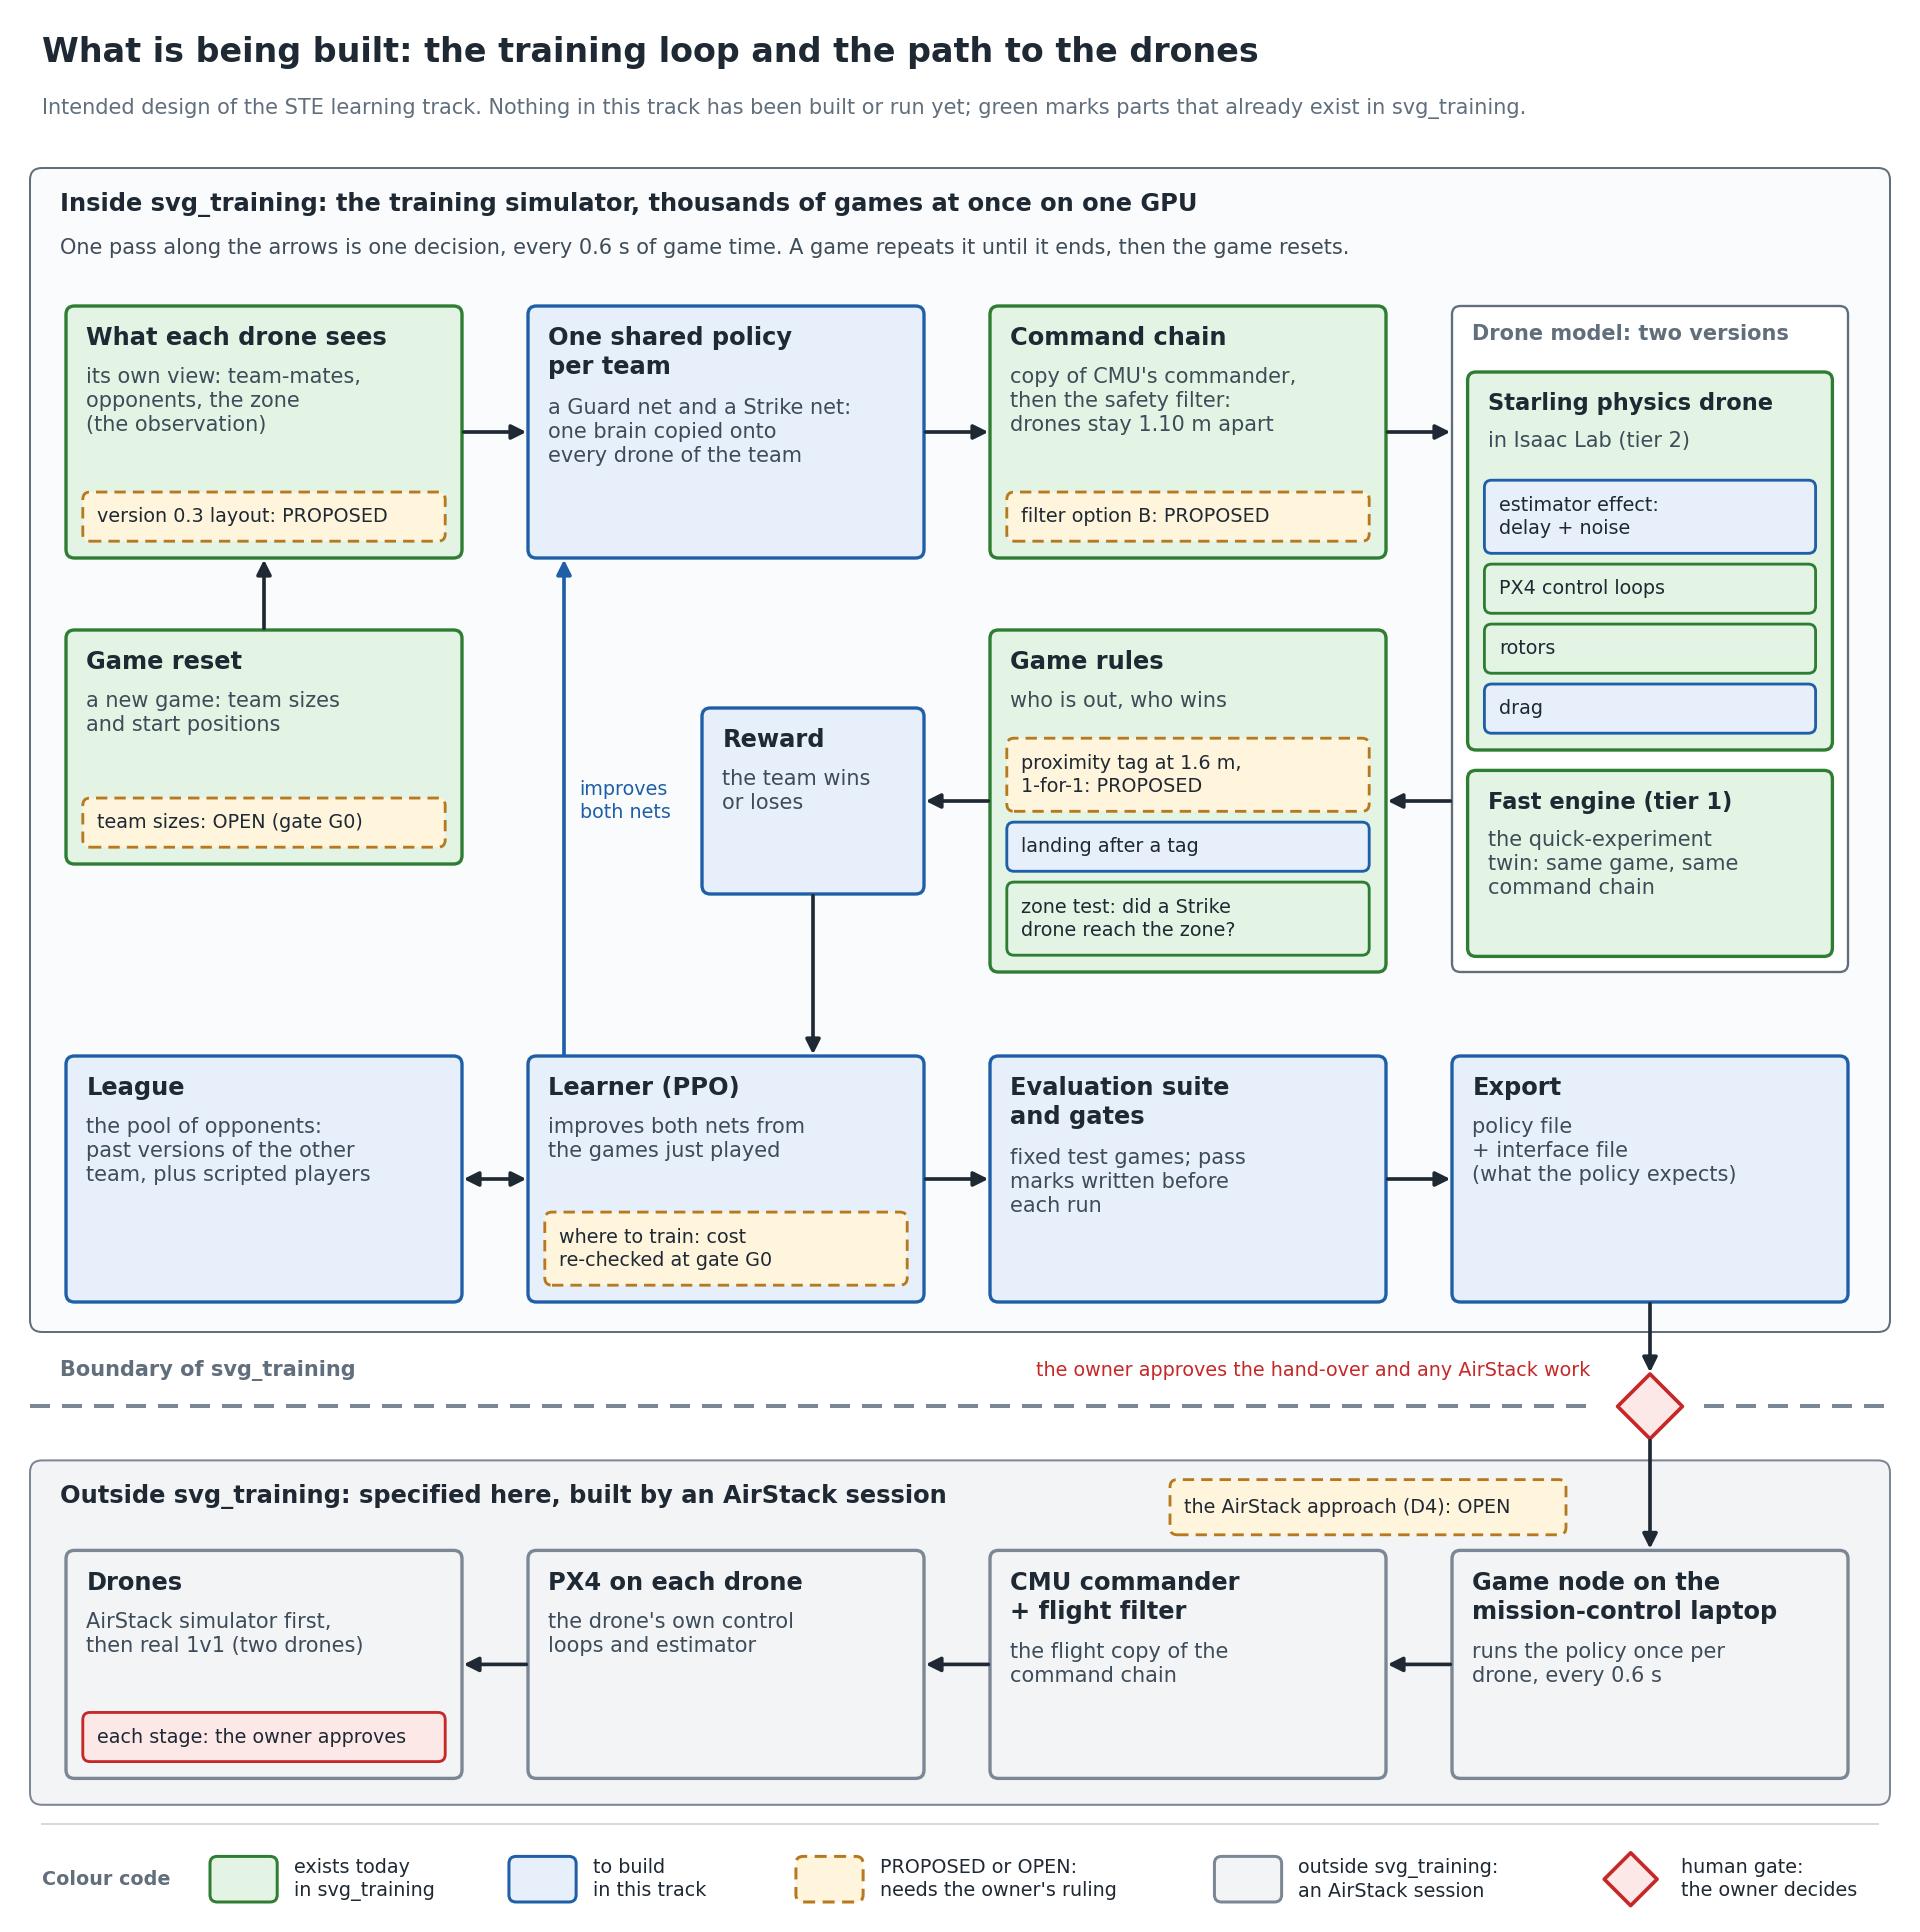 What is being built: the training loop and the path to the drones
Intended design of the STE learning track. Nothing in this track has been built or run yet; green marks parts that already exist in svg_training.
Inside svg_training: the training simulator, thousands of games at once on one GPU
One pass along the arrows is one decision, every 0.6 s of game time. A game repeats it until it ends, then the game resets.
What each drone sees
its own view: team-mates,
opponents, the zone
(the observation)
version 0.3 layout: PROPOSED
One shared policy
per team
a Guard net and a Strike net:
one brain copied onto
every drone of the team
Command chain
copy of CMU's commander,
then the safety filter:
drones stay 1.10 m apart
filter option B: PROPOSED
Drone model: two versions
Starling physics drone
in Isaac Lab (tier 2)
estimator effect:
delay + noise
PX4 control loops
rotors
drag
Fast engine (tier 1)
the quick-experiment
twin: same game, same
command chain
Game reset
a new game: team sizes
and start positions
team sizes: OPEN (gate G0)
improves
both nets
Reward
the team wins
or loses
Game rules
who is out, who wins
proximity tag at 1.6 m,
1-for-1: PROPOSED
landing after a tag
zone test: did a Strike
drone reach the zone?
League
the pool of opponents:
past versions of the other
team, plus scripted players
Learner (PPO)
improves both nets from
the games just played
where to train: cost
re-checked at gate G0
Evaluation suite
and gates
fixed test games; pass
marks written before
each run
Export
policy file
+ interface file
(what the policy expects)
Boundary of svg_training
the owner approves the hand-over and any AirStack work
Outside svg_training: specified here, built by an AirStack session
the AirStack approach (D4): OPEN
Drones
AirStack simulator first,
then real 1v1 (two drones)
each stage: the owner approves
PX4 on each drone
the drone's own control
loops and estimator
CMU commander
+ flight filter
the flight copy of the
command chain
Game node on the
mission-control laptop
runs the policy once per
drone, every 0.6 s
Colour code
exists today
in svg_training
to build
in this track
PROPOSED or OPEN:
needs the owner's ruling
outside svg_training:
an AirStack session
human gate:
the owner decides